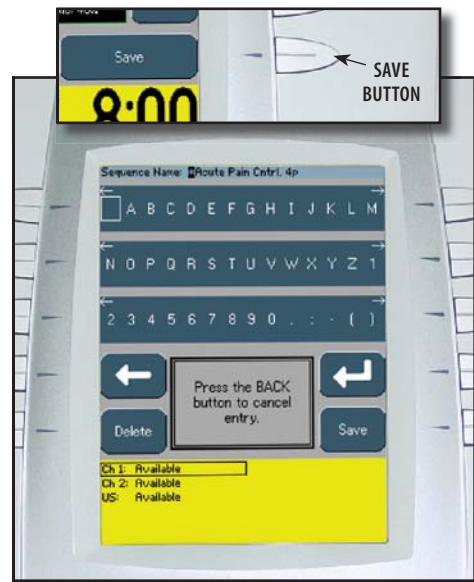 Save
8:00
SAVE
BUTTON
Sequence Name: Acute Pain Cntrl. 4p
A B C D E F G H I J K L M
N O P Q R S T U V W X Y Z 1
2 3 4 5 6 7 8 9 0 . : - ( )
Press the BACK
button to cancel
entry.
Delete
Save
Ch 1: Available
Ch 2: Available
US: Available